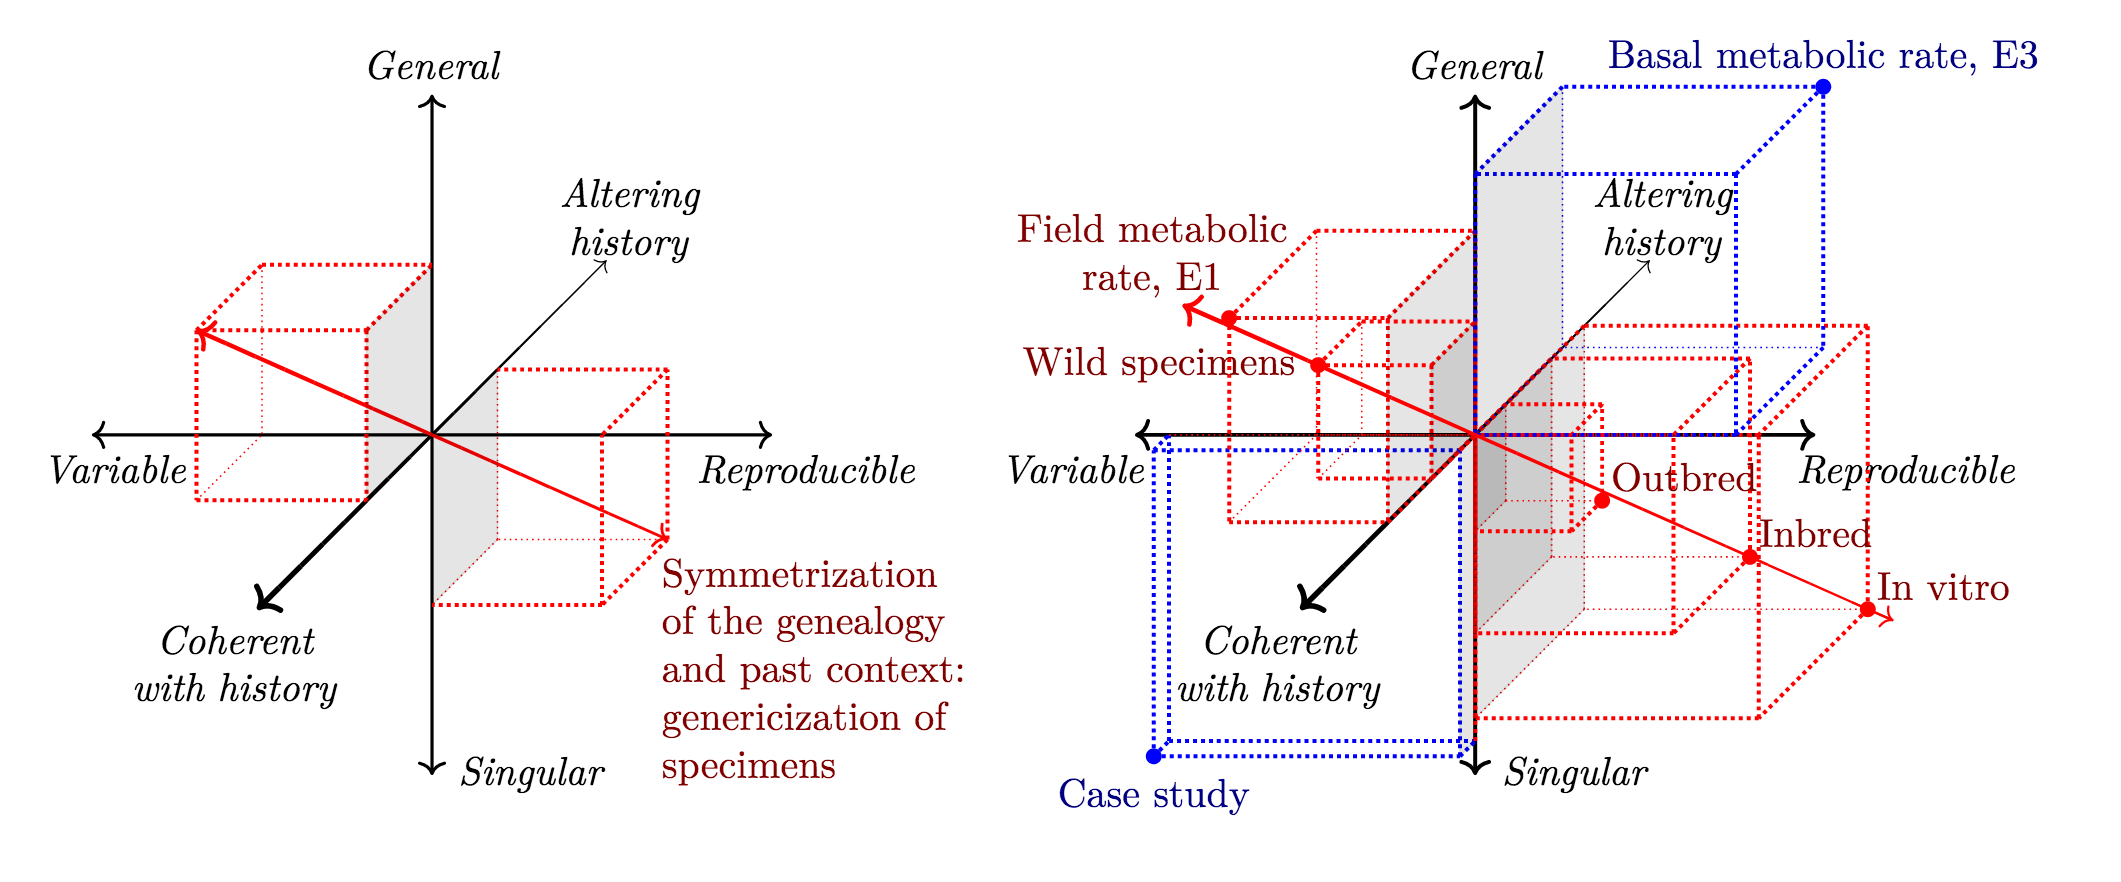 General
Altering
history
Variable
Reproducible
Coherent
with history
Singular
Symmetrization
of the genealogy
and past context:
genericization of
specimens
General
Basal metabolic rate, E3
Altering
history
Field metabolic
rate, E1
Wild specimens
Variable
Reproducible
Outbred
Inbred
In vitro
Coherent
with history
Singular
Case study